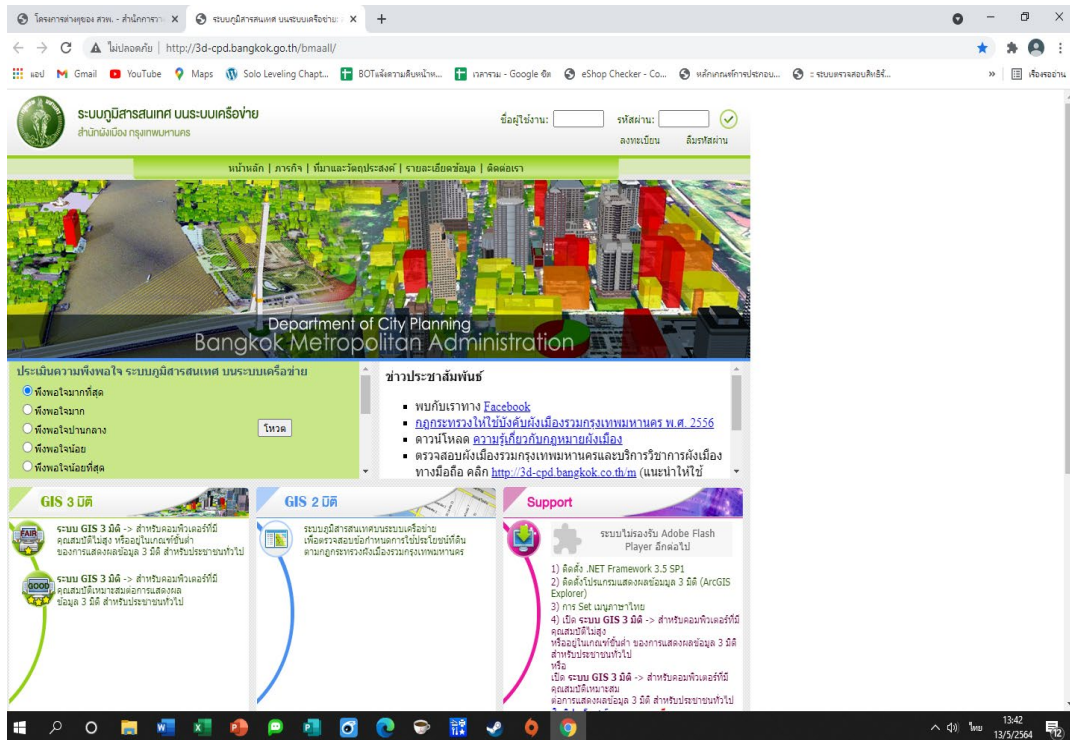 โครงการต่างๆของ สวพ. - สำนักการวา
ระบบภูมิสารสนเทศ บนระบบเครือข่าย
ไม่ปลอดภัย | http://3d-cpd.bangkok.go.th/bmaall/
แอป
Gmail
YouTube
Maps
Solo Leveling Chapt...
BOTแจ้งความคืบหน้าท...
เวลาราม - Google ชีต
eShop Checker - Co...
หลักเกณฑ์การประกอบ...
:: ระบบตรวจสอบสิทธิร์...
»
เรื่องรออ่าน
ระบบภูมิสารสนเทศ บนระบบเครือข่าย
สำนักผังเมือง กรุงเทพมหานคร
ชื่อผู้ใช้งาน:
รหัสผ่าน:
ลงทะเบียน
ลืมรหัสผ่าน
หน้าหลัก | ภารกิจ | ที่มาและวัตถุประสงค์ | รายละเอียดข้อมูล | ติดต่อเรา
Department of City Planning
Bangkok Metropolitan Administration
ประเมินความพึงพอใจ ระบบภูมิสารสนเทศ บนระบบเครือข่าย
พึงพอใจมากที่สุด
พึงพอใจมาก
พึงพอใจปานกลาง
พึงพอใจน้อย
พึงพอใจน้อยที่สุด
โหวต
ข่าวประชาสัมพันธ์
พบกับเราทาง Facebook
กฎกระทรวงให้ใช้บังคับผังเมืองรวมกรุงเทพมหานคร พ.ศ. 2556
ดาวน์โหลด ความรู้เกี่ยวกับกฎหมายผังเมือง
ตรวจสอบผังเมืองรวมกรุงเทพมหานครและบริการวิชาการผังเมือง
ทางมือถือ คลิก http://3d-cpd.bangkok.co.th/m (แนะนำให้ใช้
GIS 3 มิติ
FAIR
ระบบ GIS 3 มิติ -> สำหรับคอมพิวเตอร์ที่มี
คุณสมบัติไม่สูง หรืออยู่ในเกณฑ์ขั้นต่ำ
ของการแสดงผลข้อมูล 3 มิติ สำหรับประชาชนทั่วไป
GOOD
ระบบ GIS 3 มิติ -> สำหรับคอมพิวเตอร์ที่มี
คุณสมบัติเหมาะสมต่อการแสดงผล
ข้อมูล 3 มิติ สำหรับประชาชนทั่วไป
GIS 2 มิติ
ระบบภูมิสารสนเทศบนระบบเครือข่าย
เพื่อตรวจสอบข้อกำหนดการใช้ประโยชน์ที่ดิน
ตามกฎกระทรวงผังเมืองรวมกรุงเทพมหานคร
Support
ระบบไม่รองรับ Adobe Flash
Player อีกต่อไป
1) ติดตั้ง .NET Framework 3.5 SP1
2) ติดตั้งโปรแกรมแสดงผลข้อมูล 3 มิติ (ArcGIS
Explorer)
3) การ Set เมนูภาษาไทย
4) เปิด ระบบ GIS 3 มิติ -> สำหรับคอมพิวเตอร์ที่มี
คุณสมบัติไม่สูง
หรืออยู่ในเกณฑ์ขั้นต่ำ ของการแสดงผลข้อมูล 3 มิติ
สำหรับประชาชนทั่วไป
หรือ
เปิด ระบบ GIS 3 มิติ -> สำหรับคอมพิวเตอร์ที่มี
คุณสมบัติเหมาะสม
ต่อการแสดงผลข้อมูล 3 มิติ สำหรับประชาชนทั่วไป
ไทย
13:42
13/5/2564
12